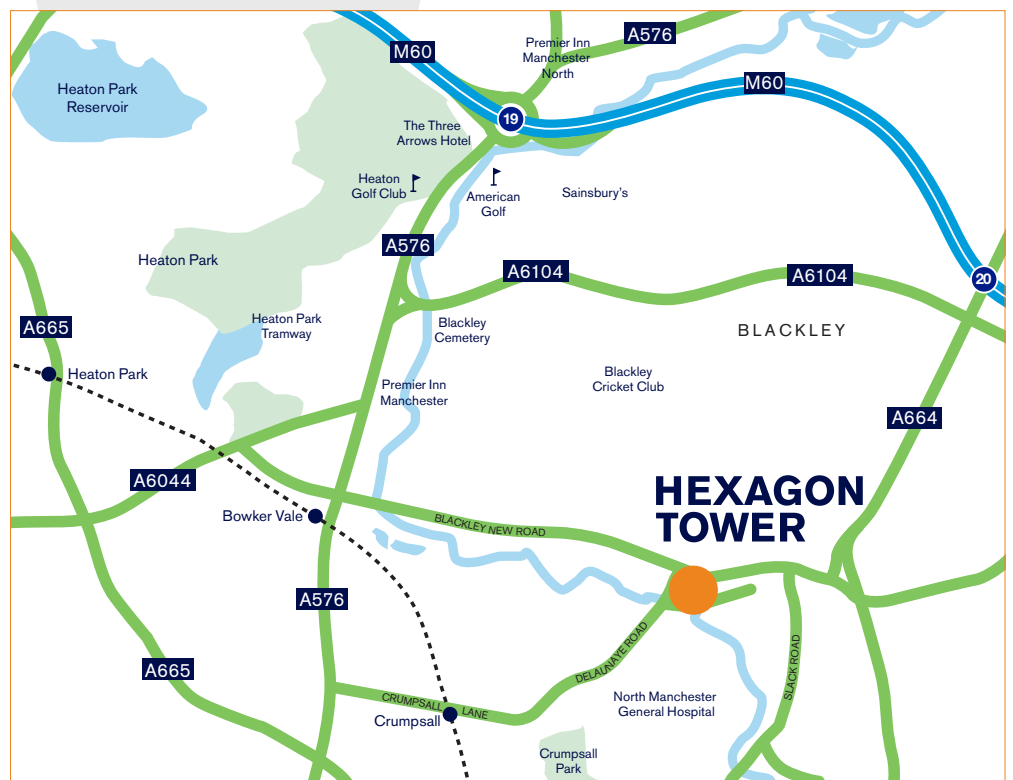 A576
Premier Inn
Manchester
North
M60
M60
Heaton Park
Reservoir
19
The Three
Arrows Hotel
Heaton
Golf Club
American
Golf
Sainsbury's
A576
Heaton Park
A6104
A6104
20
A665
Heaton Park
Tramway
Blackley
Cemetery
BLACKLEY
Heaton Park
Blackley
Cricket Club
Premier Inn
Manchester
A664
A6044
HEXAGON
TOWER
Bowker Vale
BLACKLEY NEW ROAD
A576
DELAUNAYE ROAD
SLACK ROAD
A665
CRUMPSALL LANE
Crumpsall
North Manchester
General Hospital
Crumpsall
Park